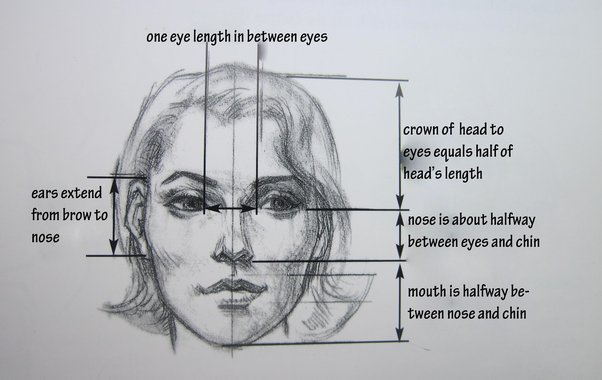 one eye length in between eyes
crown of head to
eyes equals half of
head's length
ears extend
from brow to
nose
nose is about halfway
between eyes and chin
mouth is halfway be-
tween nose and chin